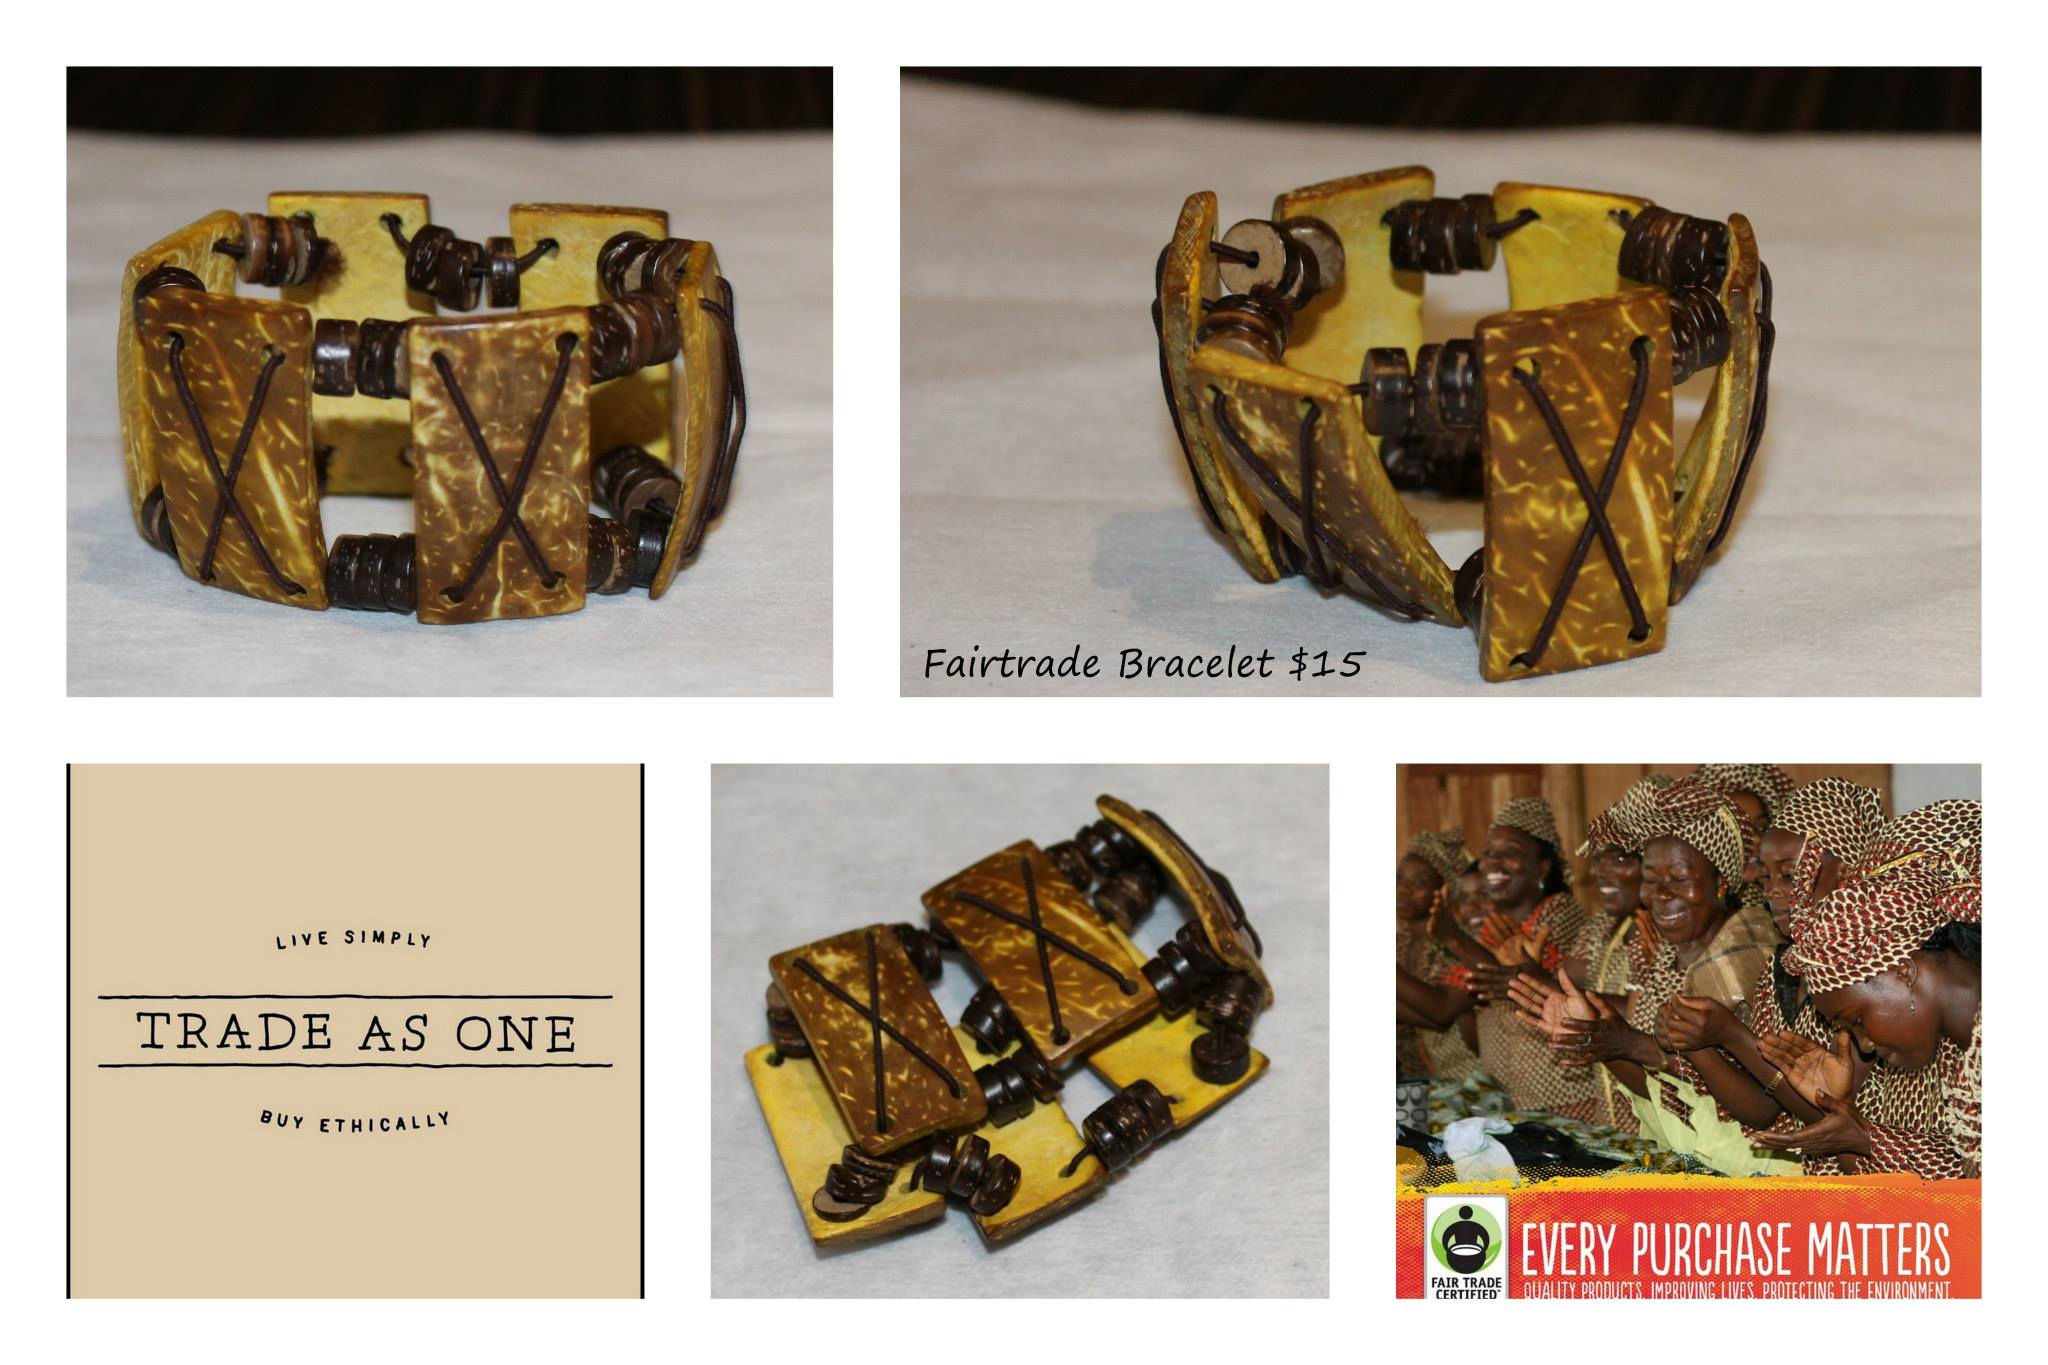 Fairtrade Bracelet $15
LIVE SIMPLY
TRADE AS ONE
BUY ETHICALLY
EVERY PURCHASE MATTERS
QUALITY PRODUCTS, IMPROVING LIVES, PROTECTING THE ENVIRONMENT.
FAIR TRADE
CERTIFIED™